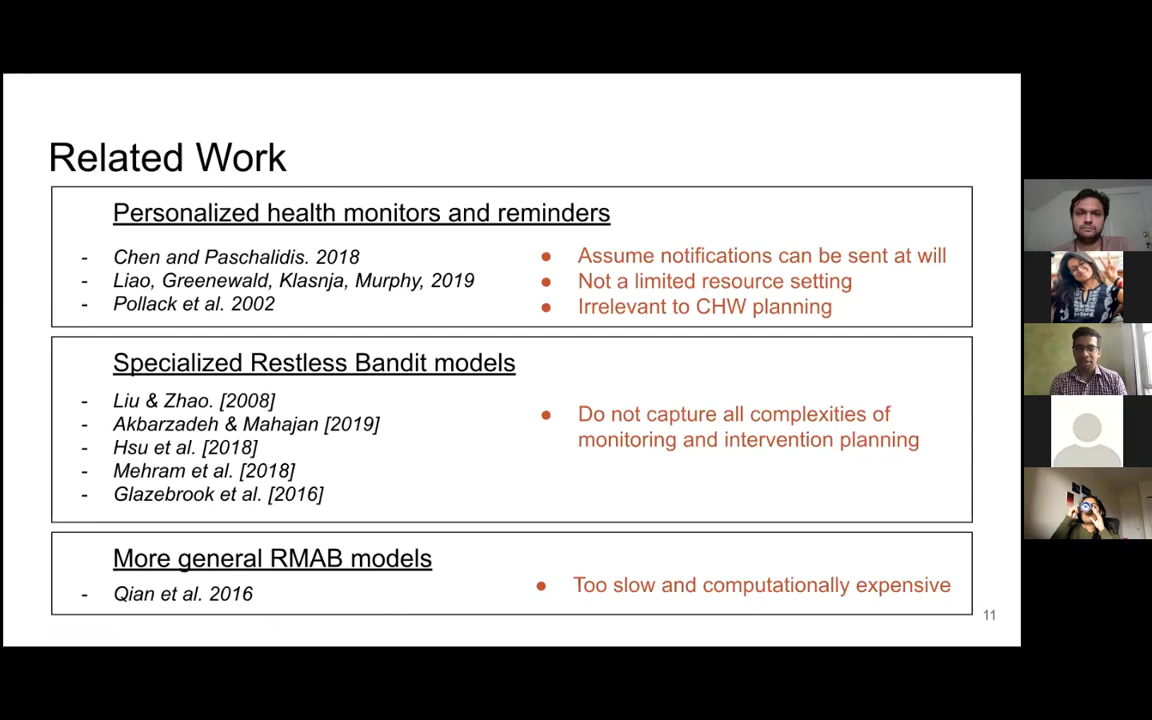 Related Work
Personalized health monitors and reminders
- Chen and Paschalidis. 2018
- Liao, Greenewald, Klasnja, Murphy, 2019
- Pollack et al. 2002
● Assume notifications can be sent at will
● Not a limited resource setting
● Irrelevant to CHW planning
Specialized Restless Bandit models
- Liu & Zhao. [2008]
- Akbarzadeh & Mahajan [2019]
- Hsu et al. [2018]
- Mehram et al. [2018]
- Glazebrook et al. [2016]
● Do not capture all complexities of
monitoring and intervention planning
More general RMAB models
- Qian et al. 2016
● Too slow and computationally expensive
11